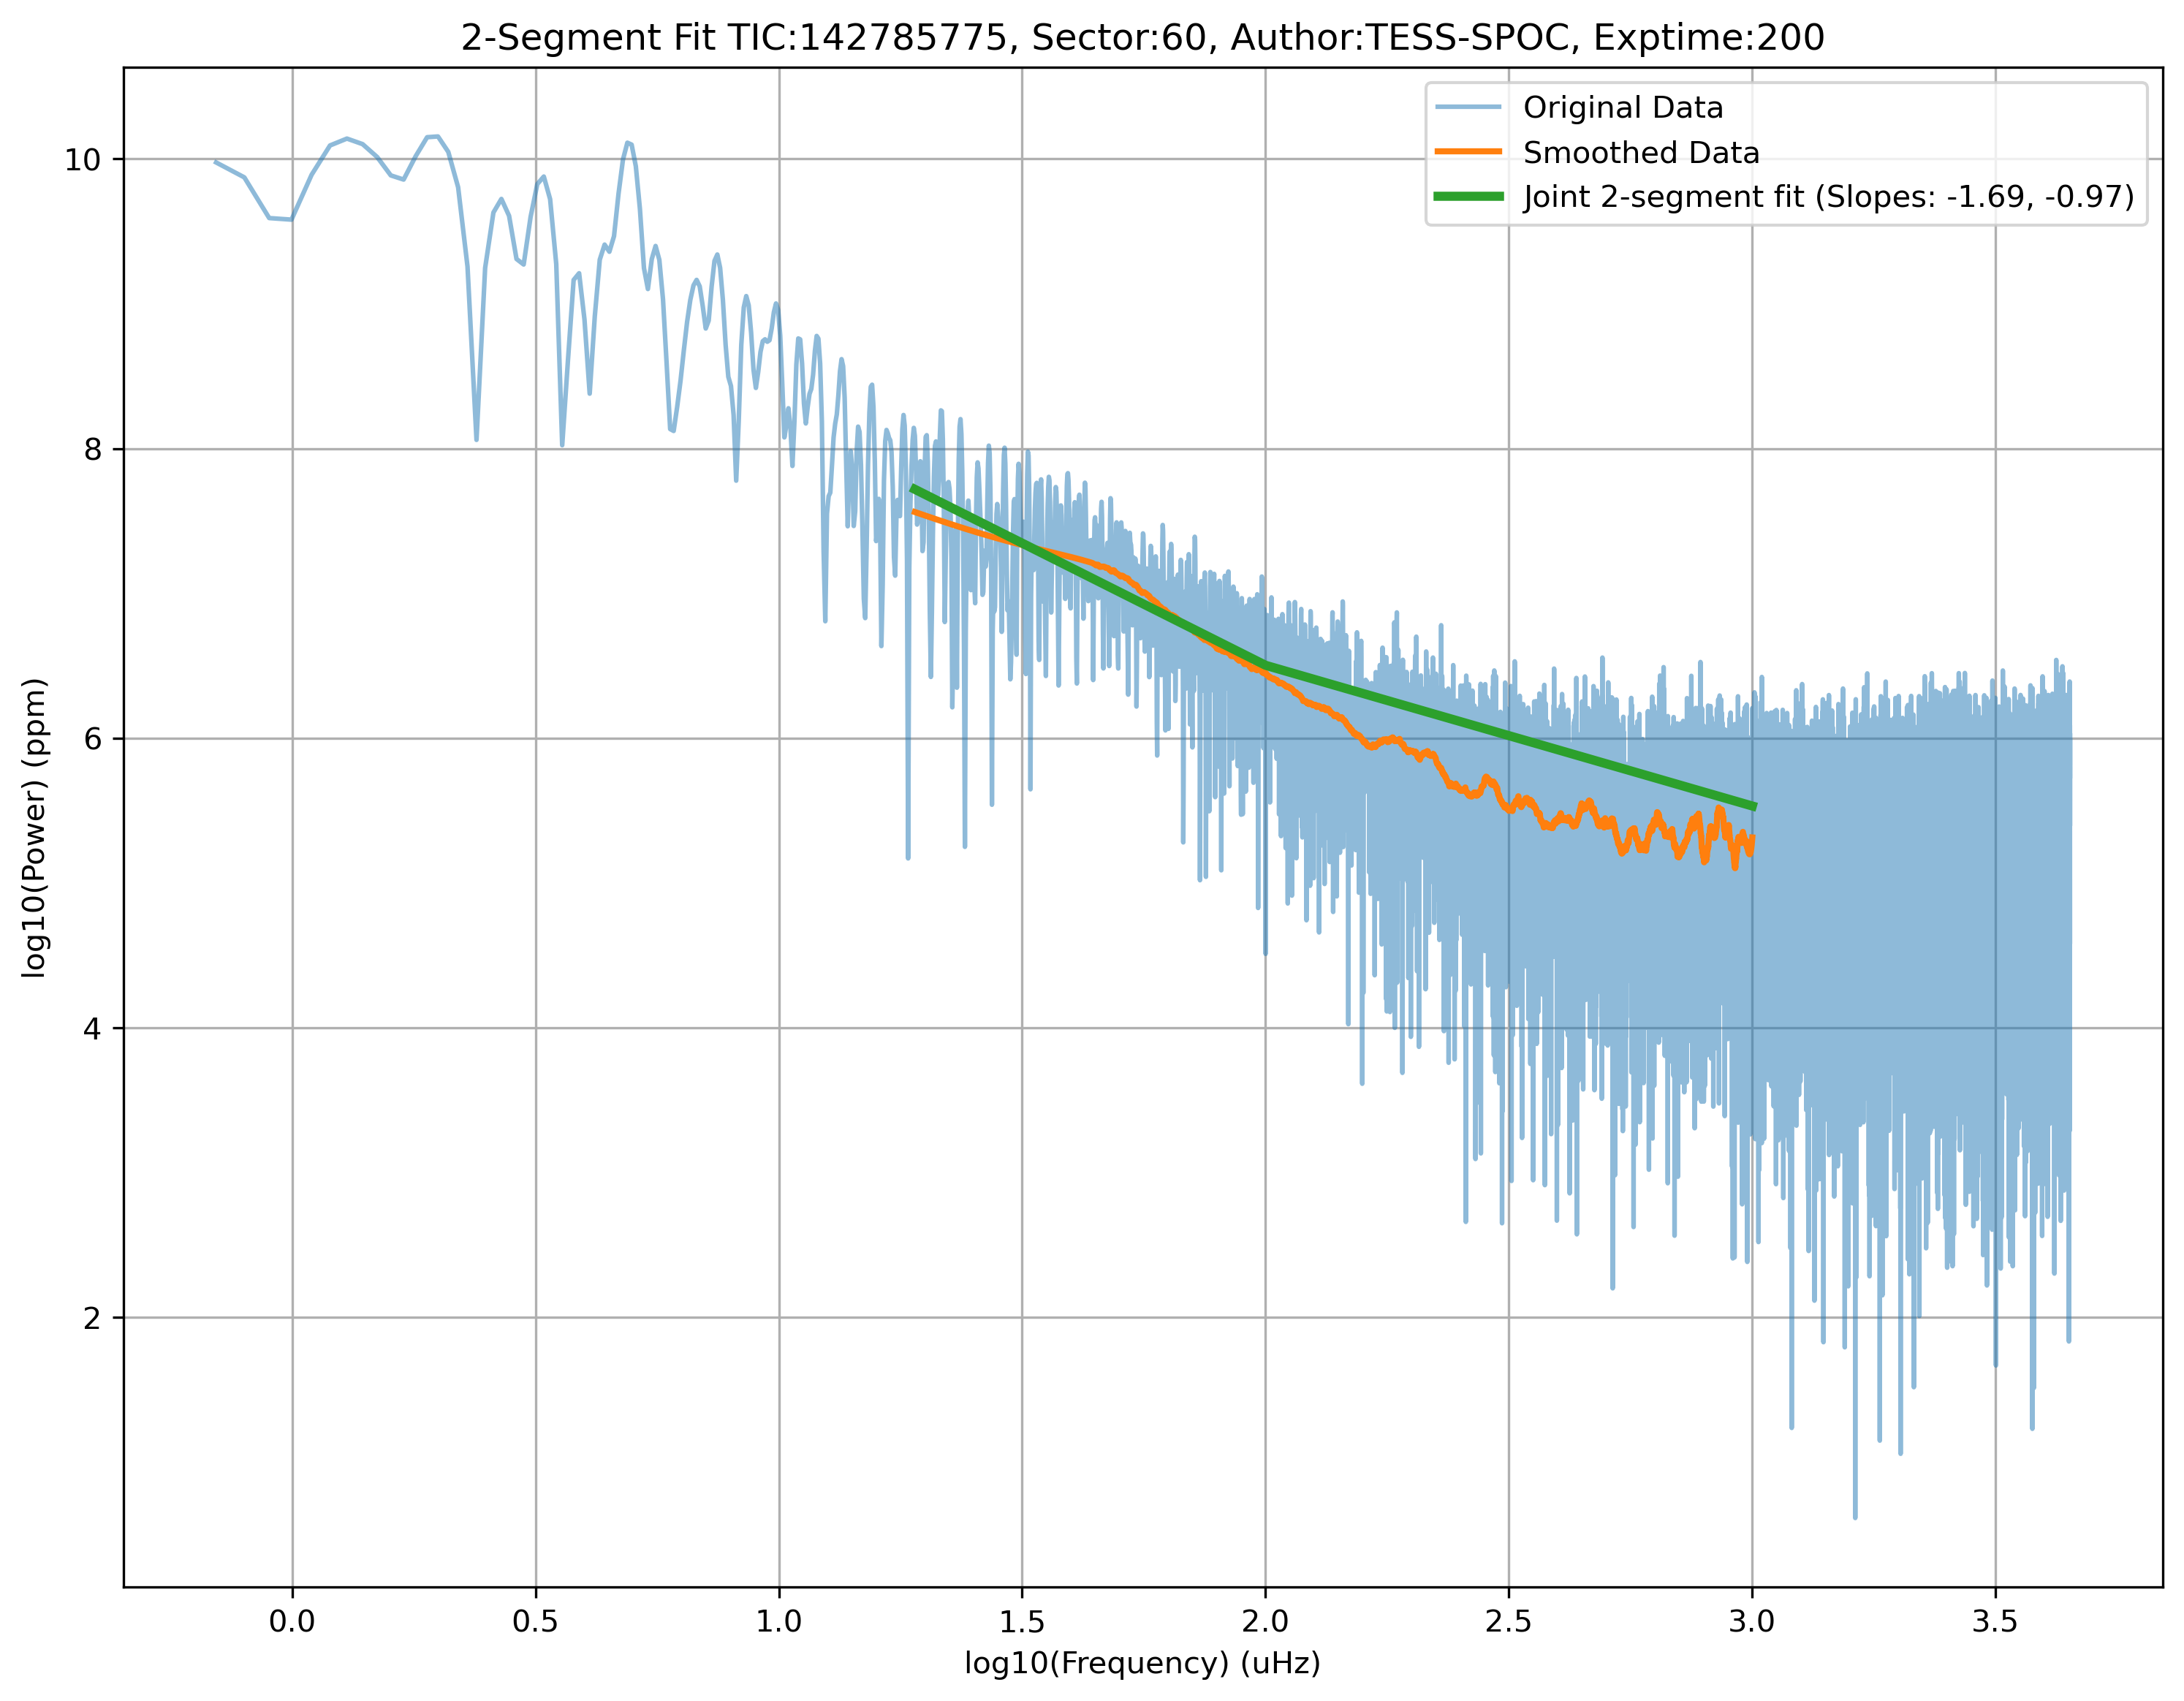 2-Segment Fit TIC:142785775, Sector:60, Author:TESS-SPOC, Exptime:200
Original Data
Smoothed Data
Joint 2-segment fit (Slopes: -1.69, -0.97)
log10(Power) (ppm)
10
8
6
4
2
0.0 0.5 1.0 1.5 2.0 2.5 3.0 3.5
log10(Frequency) (uHz)